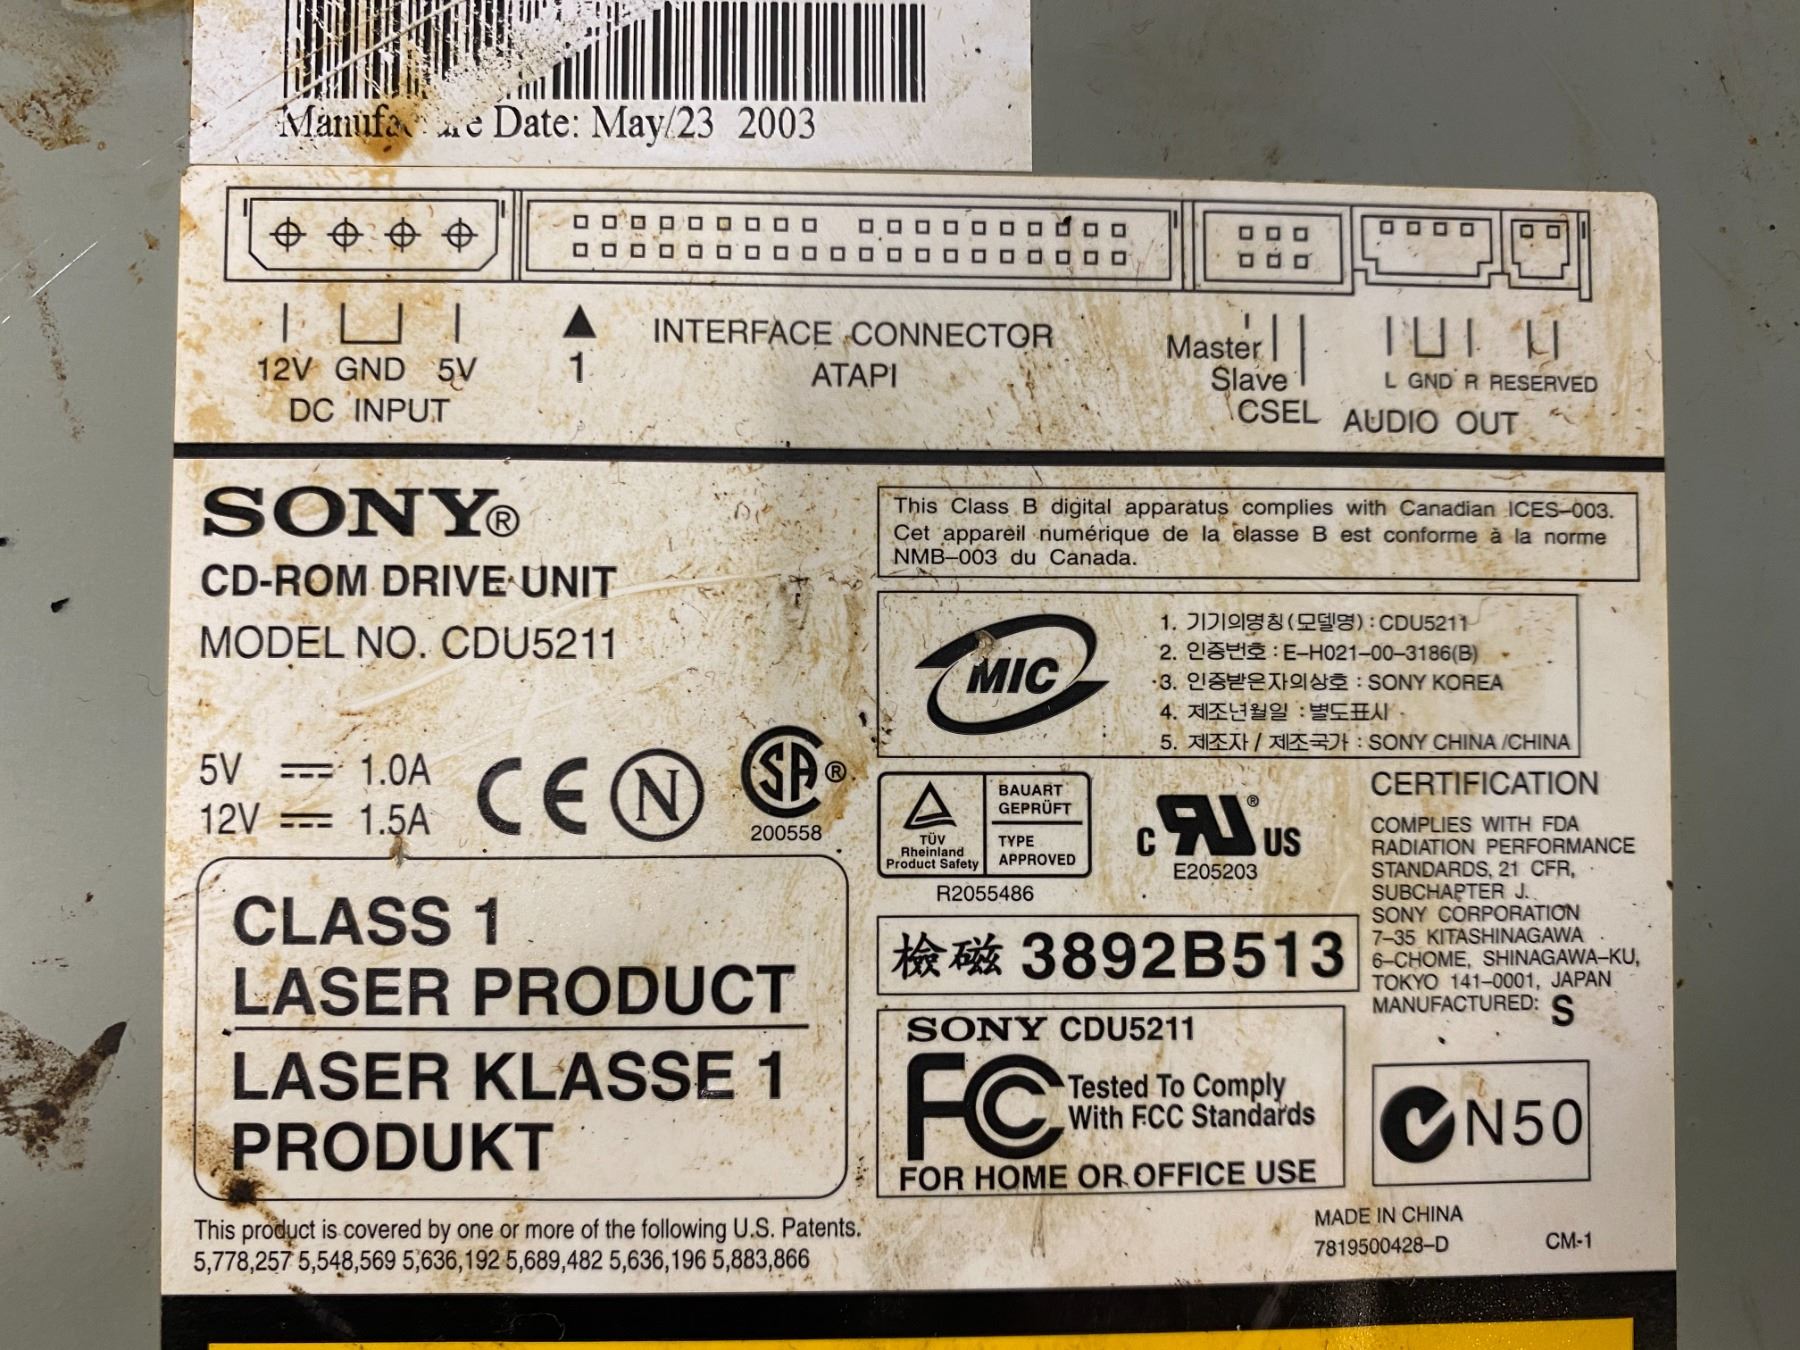 Manufacture Date: May/23 2003
12V GND 5V
DC INPUT
1
INTERFACE CONNECTOR
ATAPI
Master
Slave
CSEL
L GND R RESERVED
AUDIO OUT
SONY®
CD-ROM DRIVE UNIT
MODEL NO. CDU5211
5V 1.0A
12V 1.5A
CE N SA®
200558
CLASS 1
LASER PRODUCT
LASER KLASSE 1
PRODUKT
This product is covered by one or more of the following U.S. Patents.
5,778,257 5,548,569 5,636,192 5,689,482 5,636,196 5,883,866
This Class B digital apparatus complies with Canadian ICES–003.
Cet appareil numérique de la classe B est conforme à la norme
NMB–003 du Canada.
MIC
1. 기기의명칭(모델명) : CDU5211
2. 인증번호 : E–H021–00–3186(B)
3. 인증받은자의상호 : SONY KOREA
4. 제조년월일 : 별도표시
5. 제조자 / 제조국가 : SONY CHINA /CHINA
TÜV
Rheinland
Product Safety
BAUART
GEPRÜFT
TYPE
APPROVED
R2055486
C RU® US
E205203
檢磁 3892B513
SONY CDU5211
FC Tested To Comply
With FCC Standards
FOR HOME OR OFFICE USE
CERTIFICATION
COMPLIES WITH FDA
RADIATION PERFORMANCE
STANDARDS, 21 CFR,
SUBCHAPTER J.
SONY CORPORATION
7–35 KITASHINAGAWA
6–CHOME, SHINAGAWA–KU,
TOKYO 141–0001, JAPAN
MANUFACTURED: S
N50
MADE IN CHINA
7819500428–D
CM-1